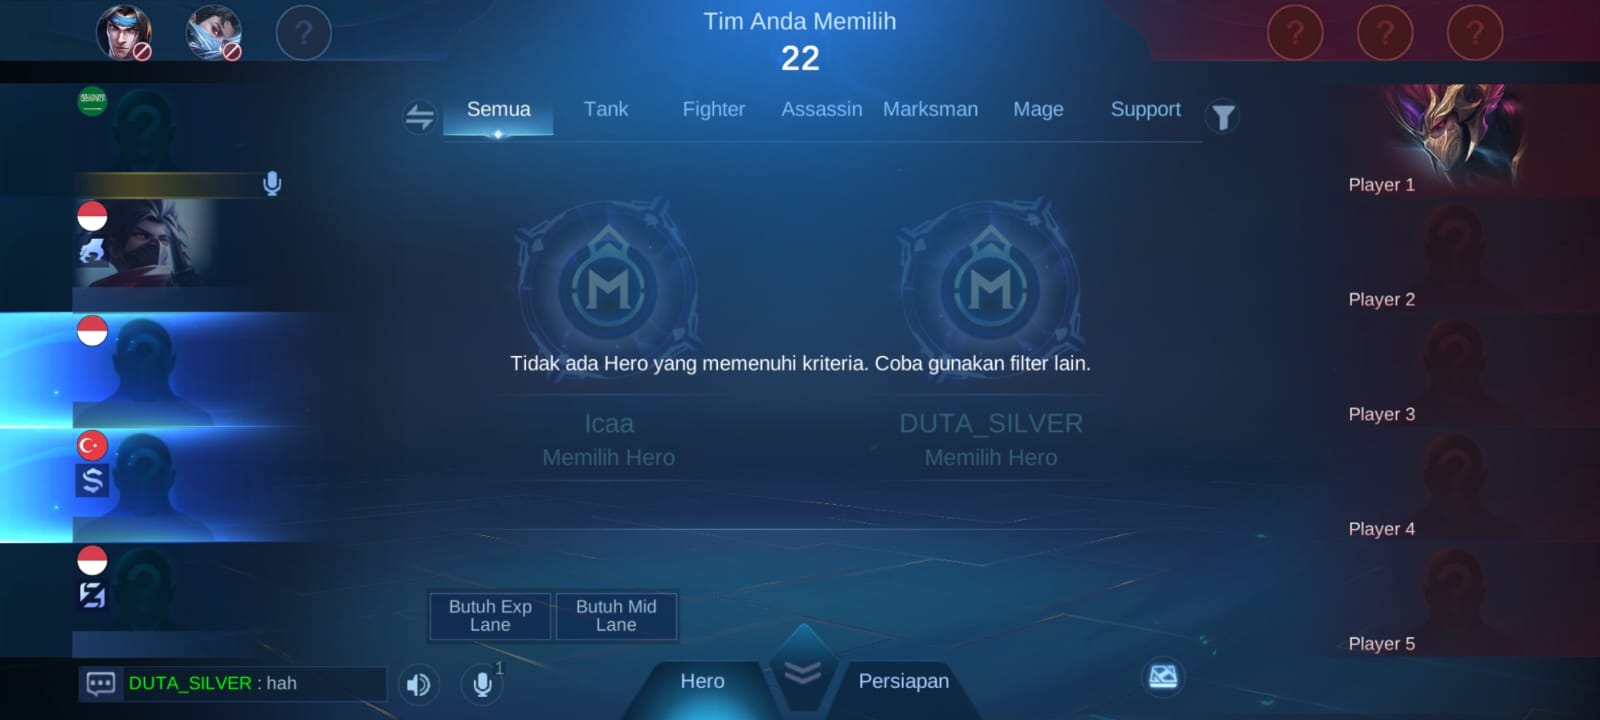 Tim Anda Memilih
22
Semua
Tank
Fighter
Assassin
Marksman
Mage
Support
Player 1
Player 2
Tidak ada Hero yang memenuhi kriteria. Coba gunakan filter lain.
Player 3
Icaa
DUTA_SILVER
Memilih Hero
Memilih Hero
Player 4
Butuh Exp
Lane
Butuh Mid
Lane
Player 5
DUTA_SILVER : hah
1
Hero
Persiapan